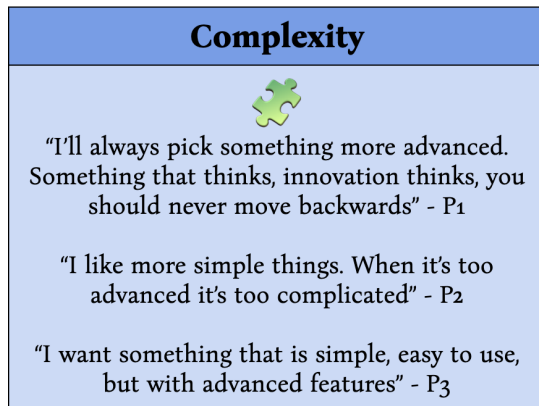 Complexity
“I’ll always pick something more advanced.
Something that thinks, innovation thinks, you
should never move backwards” - P1
“I like more simple things. When it’s too
advanced it’s too complicated” - P2
“I want something that is simple, easy to use,
but with advanced features” - P3